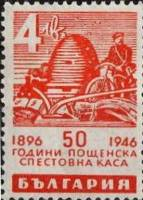 4 лв.
1896 50 1946
ГОДИНИ ПОЩЕНСКА
СПЕСТОВНА КАСА
БЪЛГАРИЯ